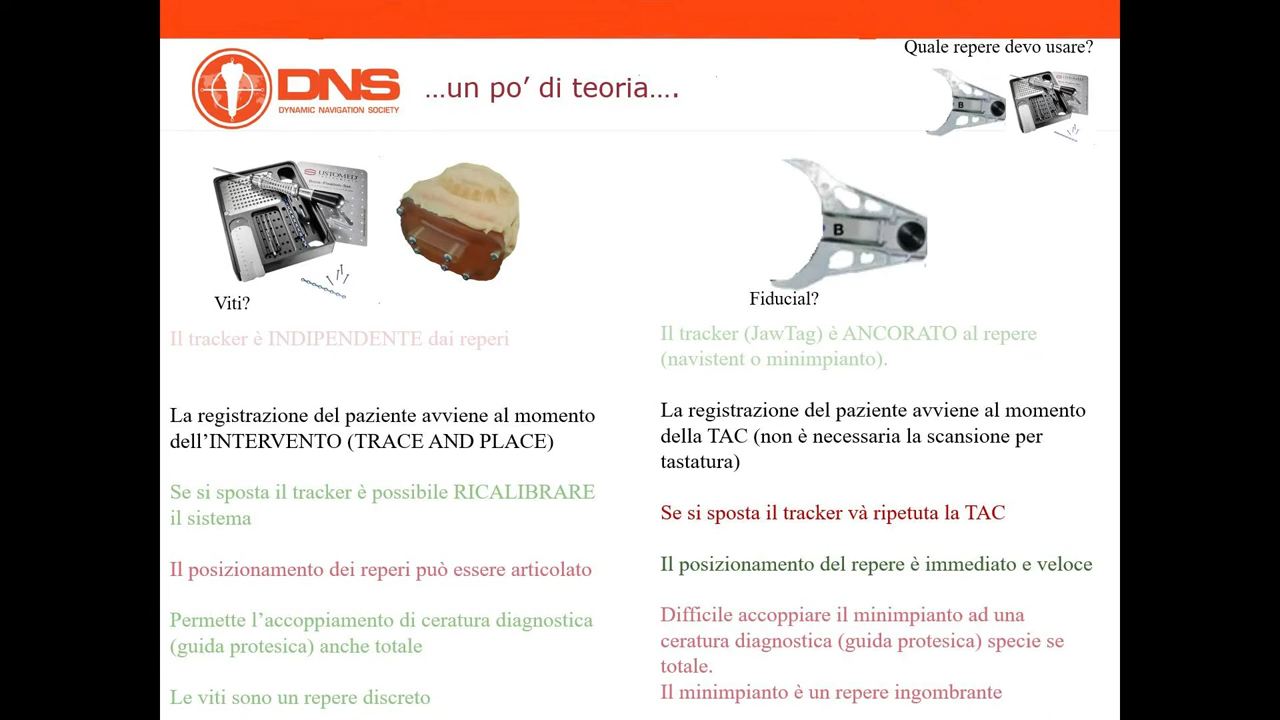 Quale repere devo usare?
DNS
DYNAMIC NAVIGATION SOCIETY
…un po’ di teoria….
B
USTOMED
B
Viti?
Fiducial?
Il tracker è INDIPENDENTE dai reperi
La registrazione del paziente avviene al momento
dell’INTERVENTO (TRACE AND PLACE)
Se si sposta il tracker è possibile RICALIBRARE
il sistema
Il posizionamento dei reperi può essere articolato
Permette l’accoppiamento di ceratura diagnostica
(guida protesica) anche totale
Le viti sono un repere discreto
Il tracker (JawTag) è ANCORATO al repere
(navistent o minimpianto).
La registrazione del paziente avviene al momento
della TAC (non è necessaria la scansione per
tastatura)
Se si sposta il tracker và ripetuta la TAC
Il posizionamento del repere è immediato e veloce
Difficile accoppiare il minimpianto ad una
ceratura diagnostica (guida protesica) specie se
totale.
Il minimpianto è un repere ingombrante